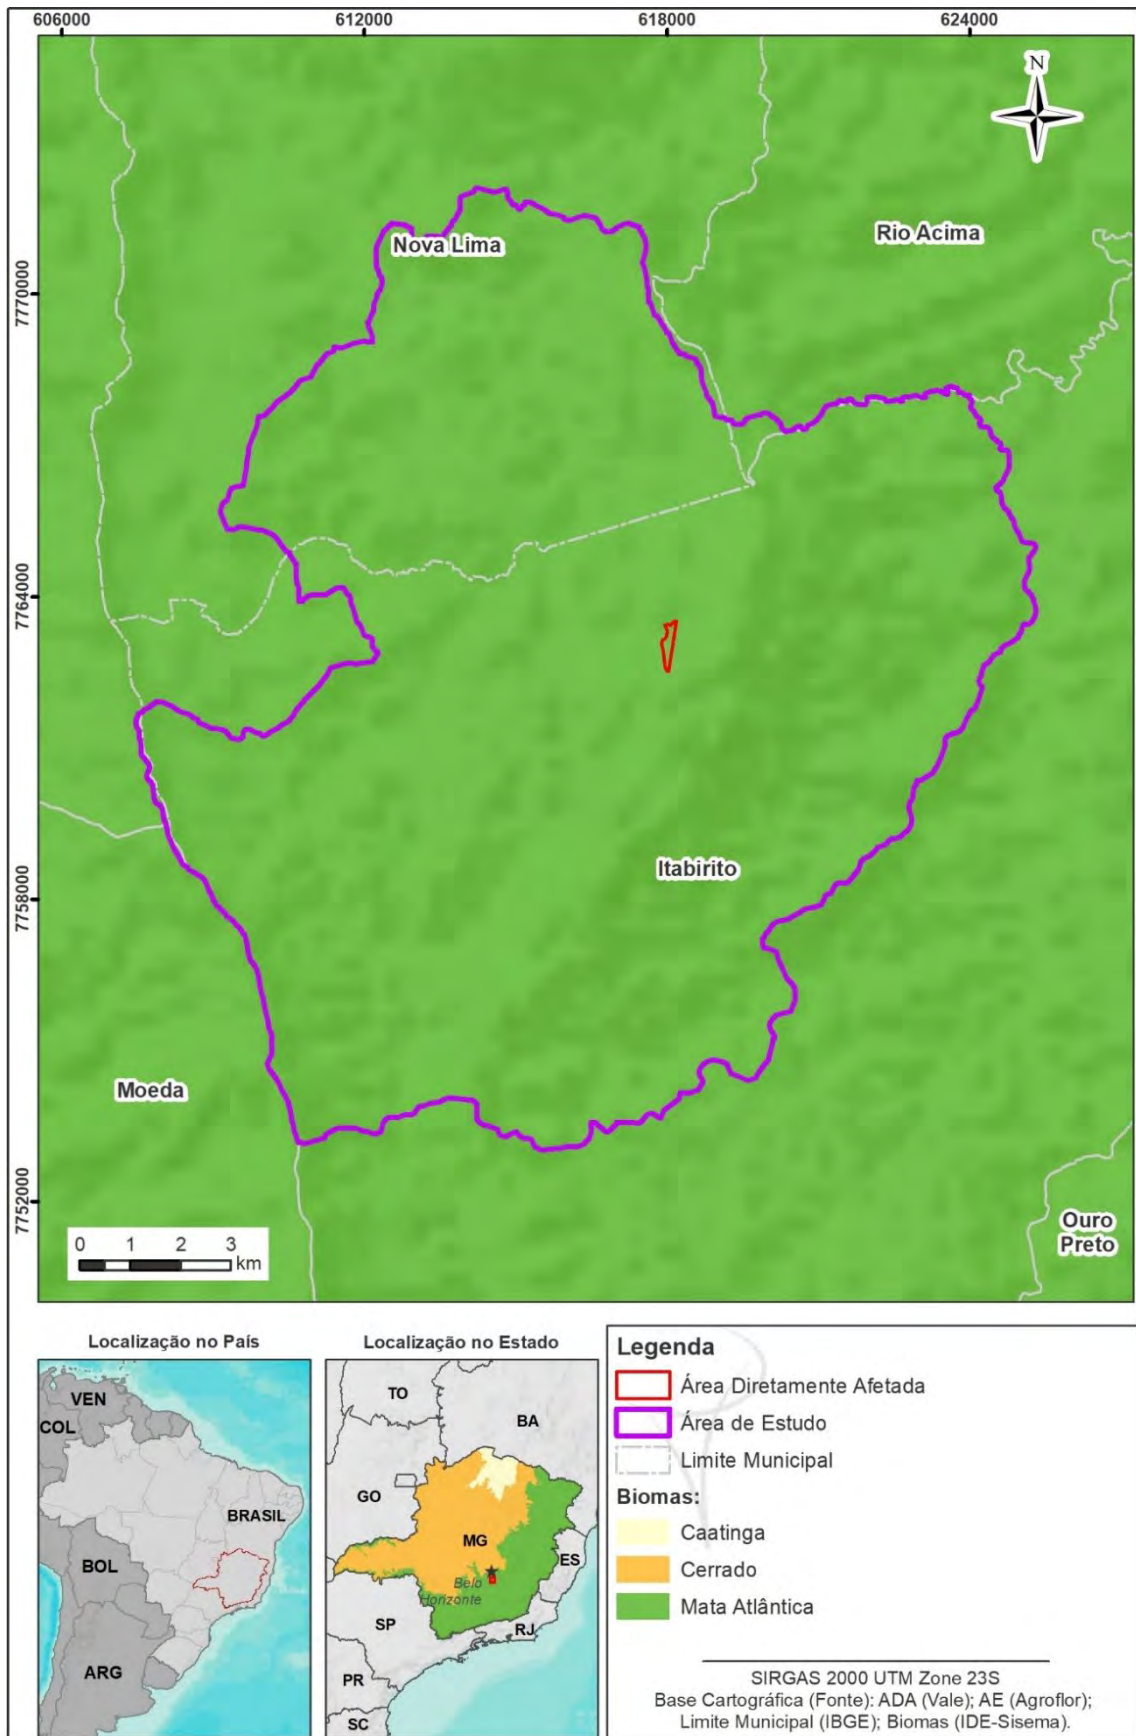 606000
612000
618000
624000
N
Nova Lima
Rio Acima
7770000
7764000
Itabirito
7758000
Moeda
7752000
Ouro
Preto
0 1 2 3
km
Localização no País
VEN
COL
BRASIL
BOL
ARG
Localização no Estado
TO
BA
GO
MG
ES
Belo
Horizonte
SP
RJ
PR
SC
Legenda
Área Diretamente Afetada
Área de Estudo
Limite Municipal
Biomas:
Caatinga
Cerrado
Mata Atlântica
SIRGAS 2000 UTM Zone 23S
Base Cartográfica (Fonte): ADA (Vale); AE (Agroflor);
Limite Municipal (IBGE); Biomas (IDE-Sisema).